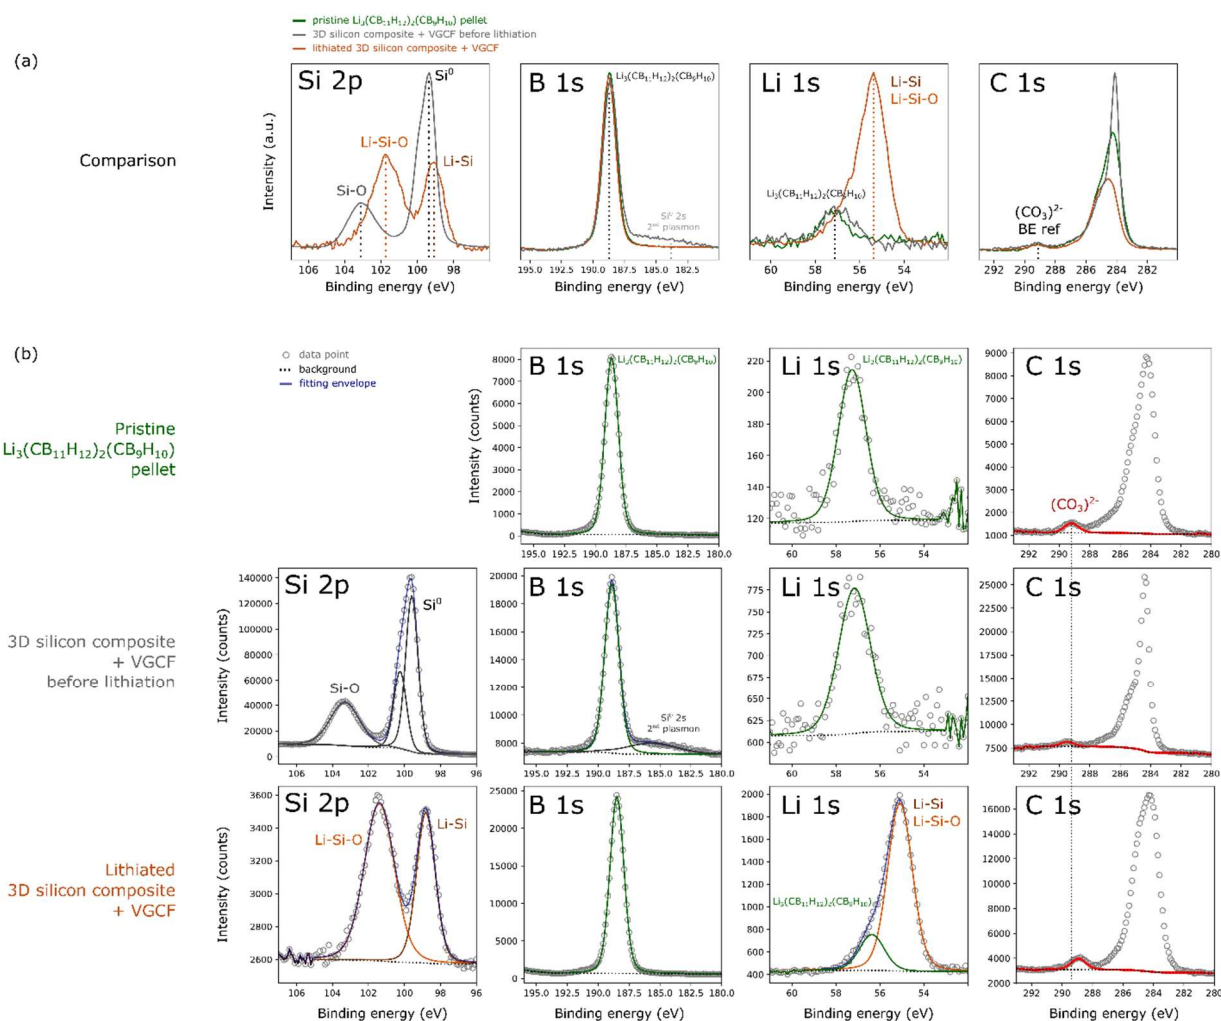 pristine Li₃(CB₁₁H₁₂)₂(CB₉H₁₀) pellet
3D silicon composite + VGCF before lithiation
lithiated 3D silicon composite + VGCF
(a)
Comparison
Intensity (a.u.)
Si 2p
Si⁰
Li-Si-O
Li-Si
Si-O
106 104 102 100 98
Binding energy (eV)
B 1s
Li₃(CB₁₁H₁₂)₂(CB₉H₁₀)
Si⁰ 2s
2ⁿᵈ plasmon
195.0 192.5 190.0 187.5 185.0 182.5
Binding energy (eV)
Li 1s
Li-Si
Li-Si-O
Li₃(CB₁₁H₁₂)₂(CB₉H₁₀)
60 58 56 54
Binding energy (eV)
C 1s
(CO₃)²⁻
BE ref
292 290 288 286 284 282
Binding energy (eV)
(b)
data point
background
fitting envelope
Pristine
Li₃(CB₁₁H₁₂)₂(CB₉H₁₀)
pellet
Intensity (counts)
B 1s
Li₃(CB₁₁H₁₂)₂(CB₉H₁₀)
8000
7000
6000
5000
4000
3000
2000
1000
0
195.0 192.5 190.0 187.5 185.0 182.5 180.0
Li 1s
Li₃(CB₁₁H₁₂)₂(CB₉H₁₀)
220
200
180
160
140
120
60 58 56 54
C 1s
(CO₃)²⁻
9000
8000
7000
6000
5000
4000
3000
2000
1000
292 290 288 286 284 282 280
3D silicon composite
+ VGCF
before lithiation
Intensity (counts)
Si 2p
Si⁰
Si-O
140000
120000
100000
80000
60000
40000
20000
0
106 104 102 100 98 96
B 1s
Si⁰ 2s
2ⁿᵈ plasmon
20000
18000
16000
14000
12000
10000
8000
195.0 192.5 190.0 187.5 185.0 182.5 180.0
Li 1s
775
750
725
700
675
650
625
600
60 58 56 54
C 1s
25000
22500
20000
17500
15000
12500
10000
7500
292 290 288 286 284 282 280
Lithiated
3D silicon composite
+ VGCF
Intensity (counts)
Si 2p
Li-Si-O
Li-Si
3600
3400
3200
3000
2800
2600
106 104 102 100 98 96
Binding energy (eV)
B 1s
25000
20000
15000
10000
5000
0
195.0 192.5 190.0 187.5 185.0 182.5 180.0
Binding energy (eV)
Li 1s
Li-Si
Li-Si-O
Li₃(CB₁₁H₁₂)₂(CB₉H₁₀)
2000
1800
1600
1400
1200
1000
800
600
400
60 58 56 54
Binding energy (eV)
C 1s
16000
14000
12000
10000
8000
6000
4000
2000
292 290 288 286 284 282 280
Binding energy (eV)